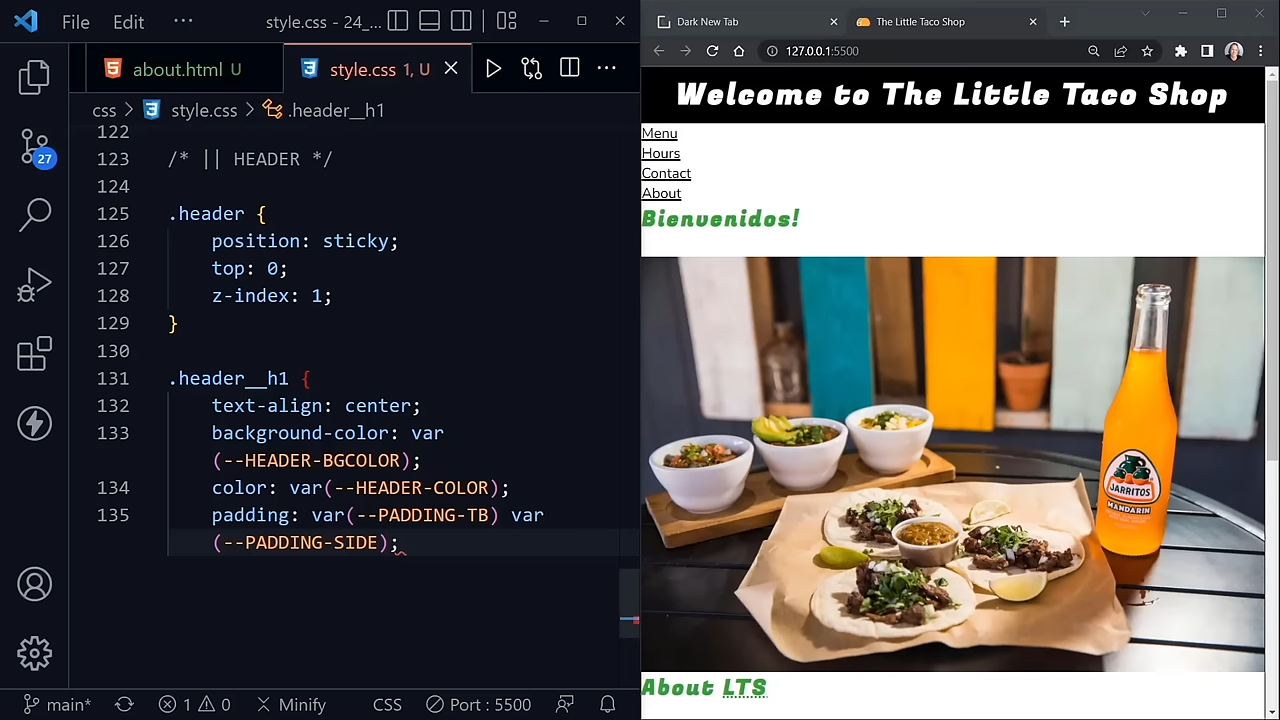 File Edit ··· style.css - 24_...
about.html U style.css 1, U
css > style.css > .header__h1
122
123 /* || HEADER */
124
125 .header {
126 position: sticky;
127 top: 0;
128 z-index: 1;
129 }
130
131 .header__h1 {
132 text-align: center;
133 background-color: var
(--HEADER-BGCOLOR);
134 color: var(--HEADER-COLOR);
135 padding: var(--PADDING-TB) var
(--PADDING-SIDE);
27
main* 1 0 Minify CSS Port : 5500
Dark New Tab The Little Taco Shop
127.0.0.1:5500
Welcome to The Little Taco Shop
Menu
Hours
Contact
About
Bienvenidos!
JARRITOS
MANDARIN
About LTS